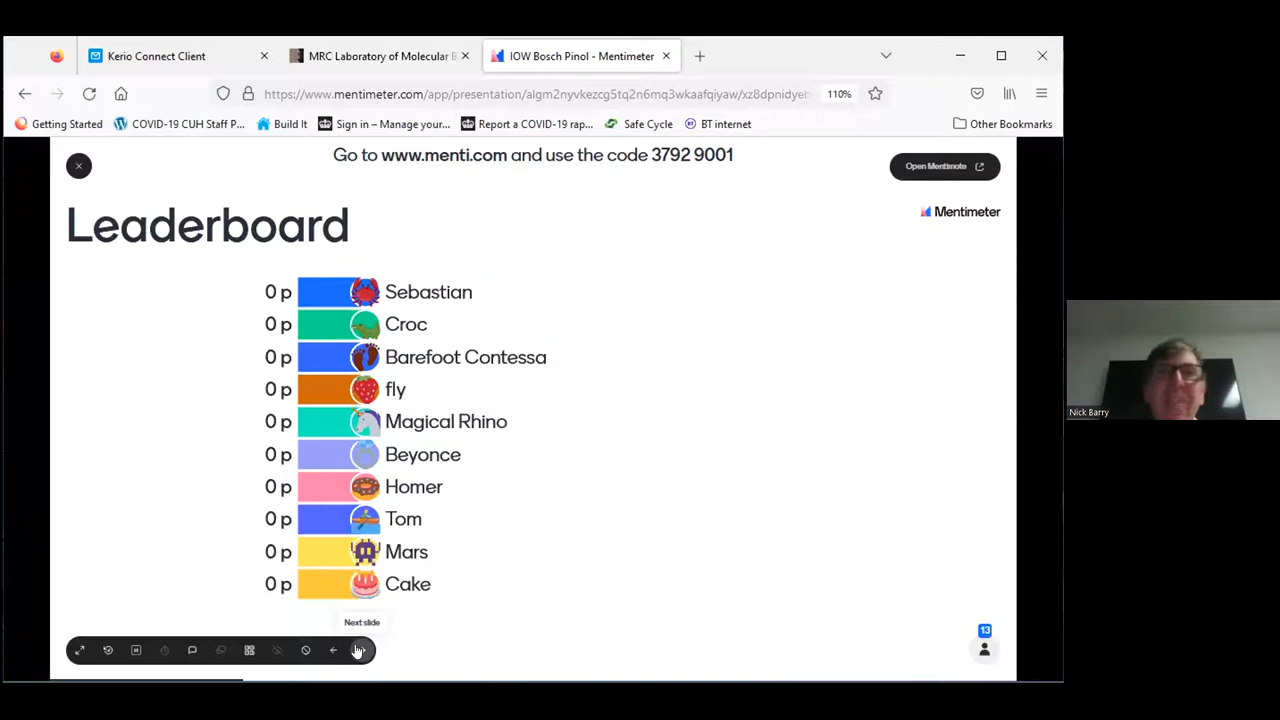 Kerio Connect Client
MRC Laboratory of Molecular B
IOW Bosch Pinol - Mentimeter
https://www.mentimeter.com/app/presentation/algm2nyvkezcg5tq2n6mq3wkaafqiyaw/xz8dpnidyeb
110%
Getting Started
COVID-19 CUH Staff P...
Build It
Sign in – Manage your...
Report a COVID-19 rap...
Safe Cycle
BT internet
Other Bookmarks
Go to www.menti.com and use the code 3792 9001
Open Mentimote
Mentimeter
Leaderboard
0 p Sebastian
0 p Croc
0 p Barefoot Contessa
0 p fly
0 p Magical Rhino
0 p Beyonce
0 p Homer
0 p Tom
0 p Mars
0 p Cake
Next slide
13
Nick Barry